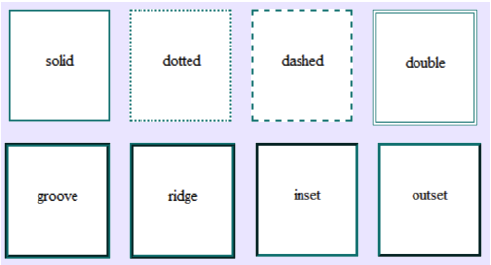 solid
dotted
dashed
double
groove
ridge
inset
outset